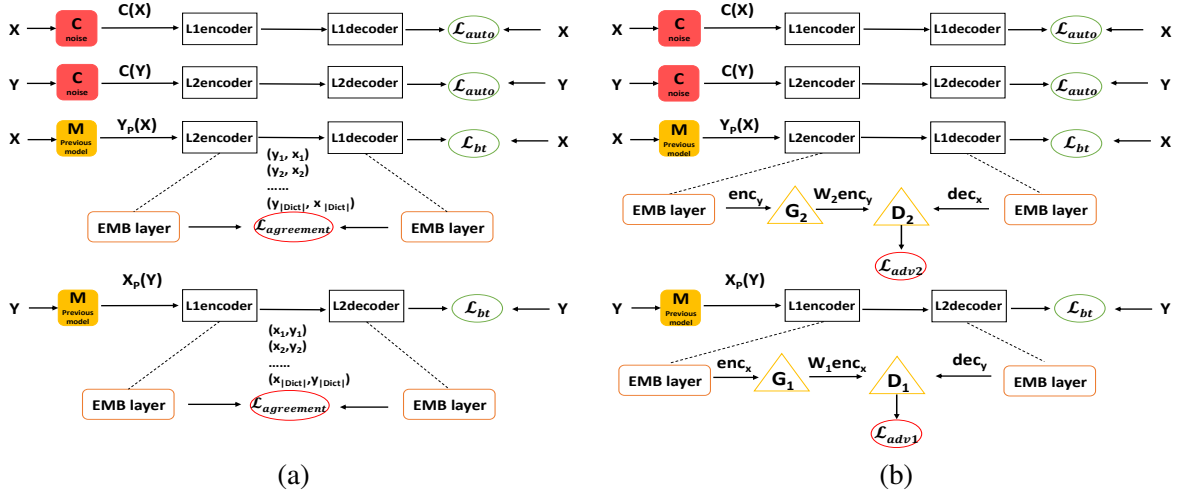 X C noise C(X) L1encoder L1decoder ℒauto X
Y C noise C(Y) L2encoder L2decoder ℒauto Y
X M Previous model Yₚ(X) L2encoder L1decoder ℒbt X
(y₁, x₁)
(y₂, x₂)
......
(y|Dict|, x |Dict|)
EMB layer ℒagreement EMB layer
Y M Previous model Xₚ(Y) L1encoder L2decoder ℒbt Y
(x₁,y₁)
(x₂,y₂)
......
(x|Dict|,y|Dict|)
EMB layer ℒagreement EMB layer
(a)
X C noise C(X) L1encoder L1decoder ℒauto X
Y C noise C(Y) L2encoder L2decoder ℒauto Y
X M Previous model Yₚ(X) L2encoder L1decoder ℒbt X
EMB layer ency G₂ W₂ency D₂ decx EMB layer
ℒadv2
Y M Previous model Xₚ(Y) L1encoder L2decoder ℒbt Y
EMB layer encx G₁ W₁encx D₁ decy EMB layer
ℒadv1
(b)